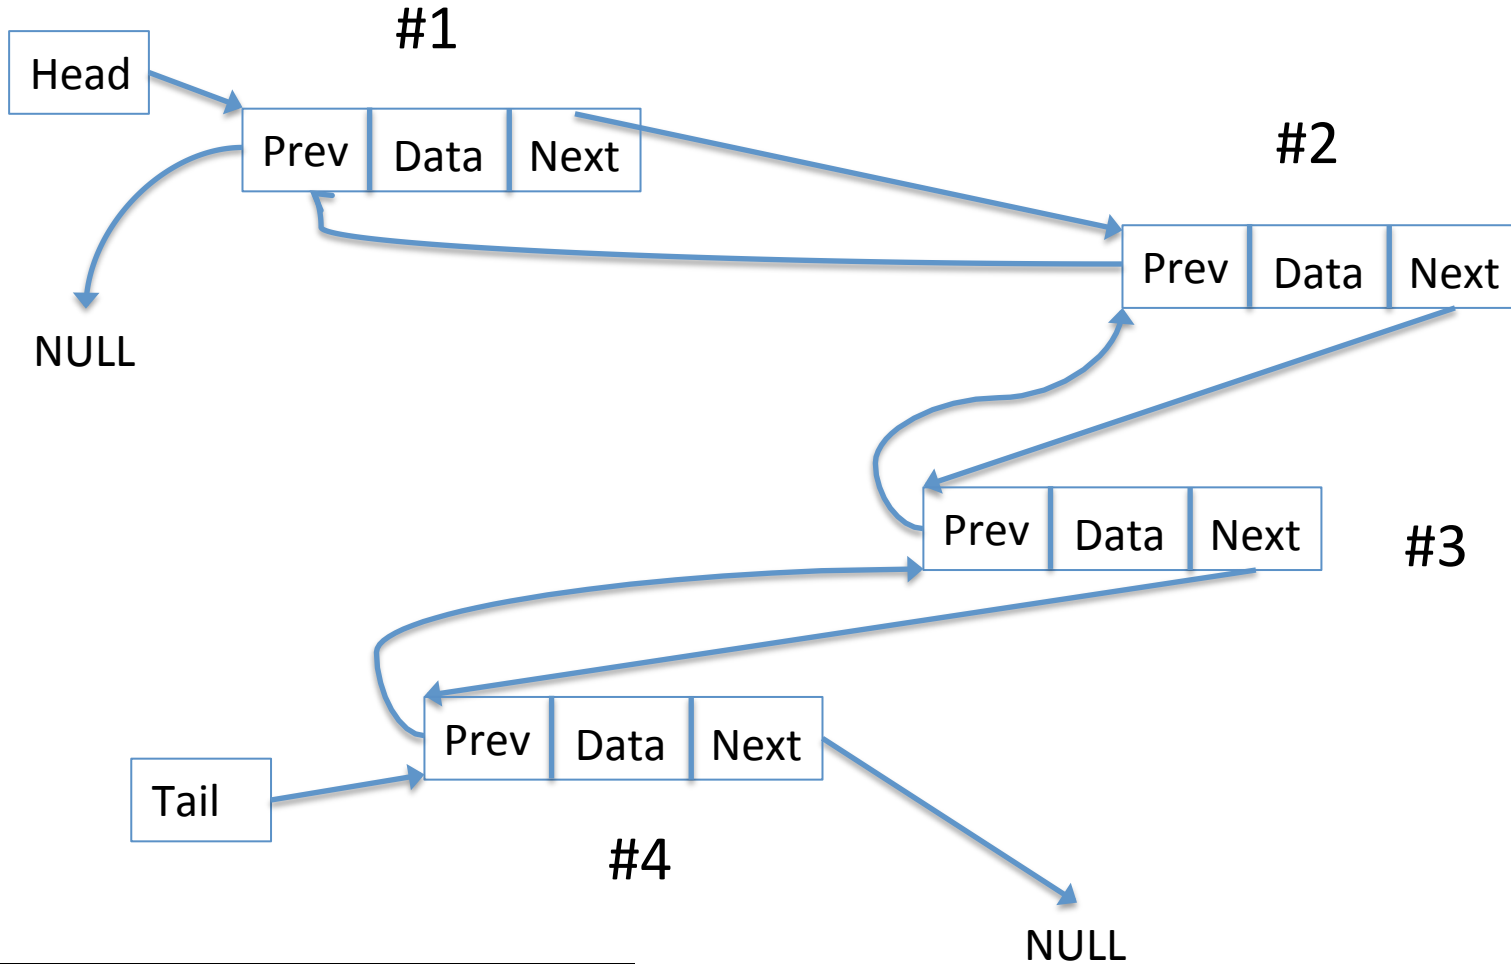 #1
Head
Prev Data Next
#2
Prev Data Next
NULL
Prev Data Next
#3
Prev Data Next
Tail
#4
NULL